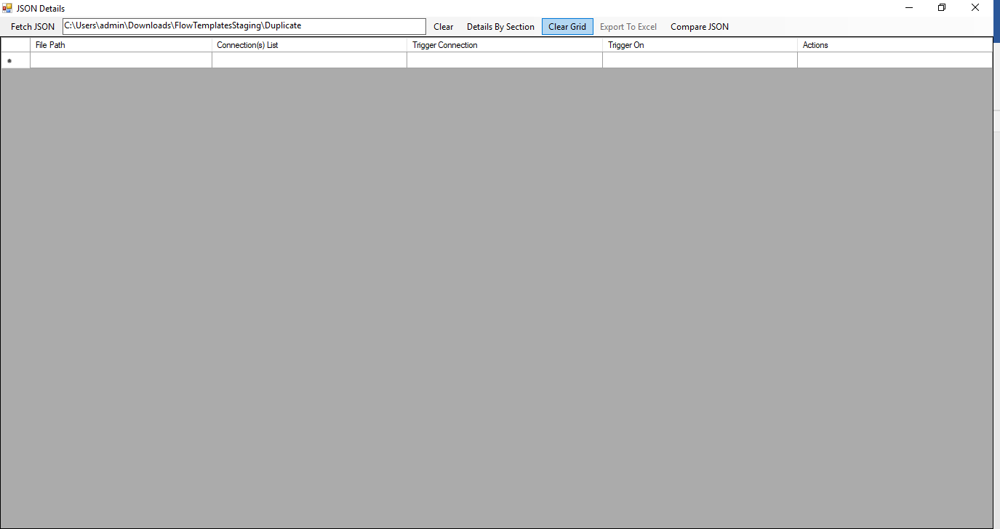 JSON Details
Fetch JSON C:\Users\admin\Downloads\FlowTemplatesStaging\Duplicate Clear Details By Section Clear Grid Export To Excel Compare JSON
File Path Connection(s) List Trigger Connection Trigger On Actions